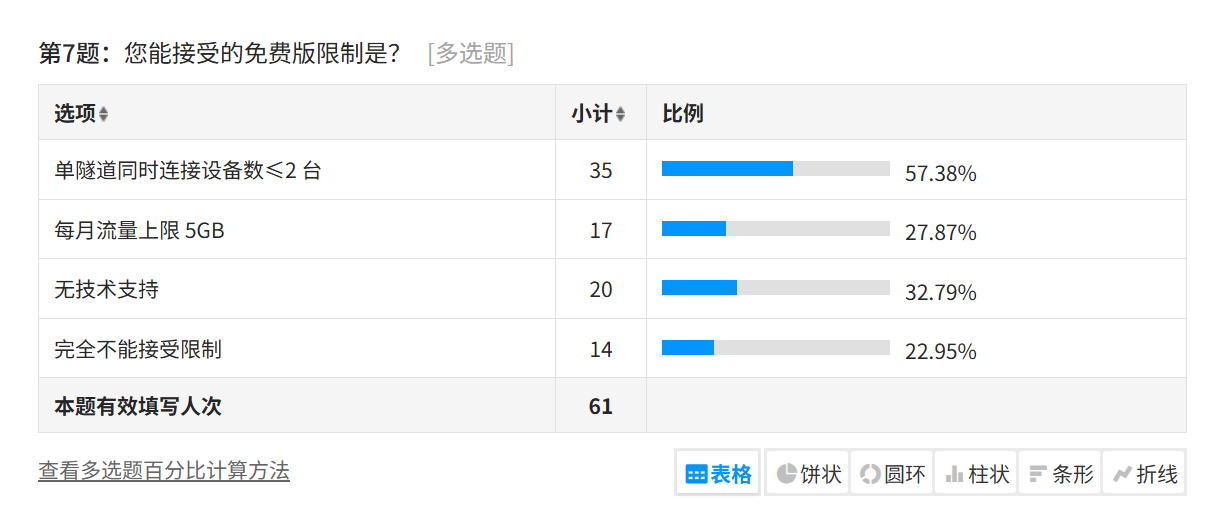 第7题：您能接受的免费版限制是？ [多选题]
选项 小计 比例
单隧道同时连接设备数≤2 台 35 57.38%
每月流量上限 5GB 17 27.87%
无技术支持 20 32.79%
完全不能接受限制 14 22.95%
本题有效填写人次 61
查看多选题百分比计算方法 表格 饼状 圆环 柱状 条形 折线